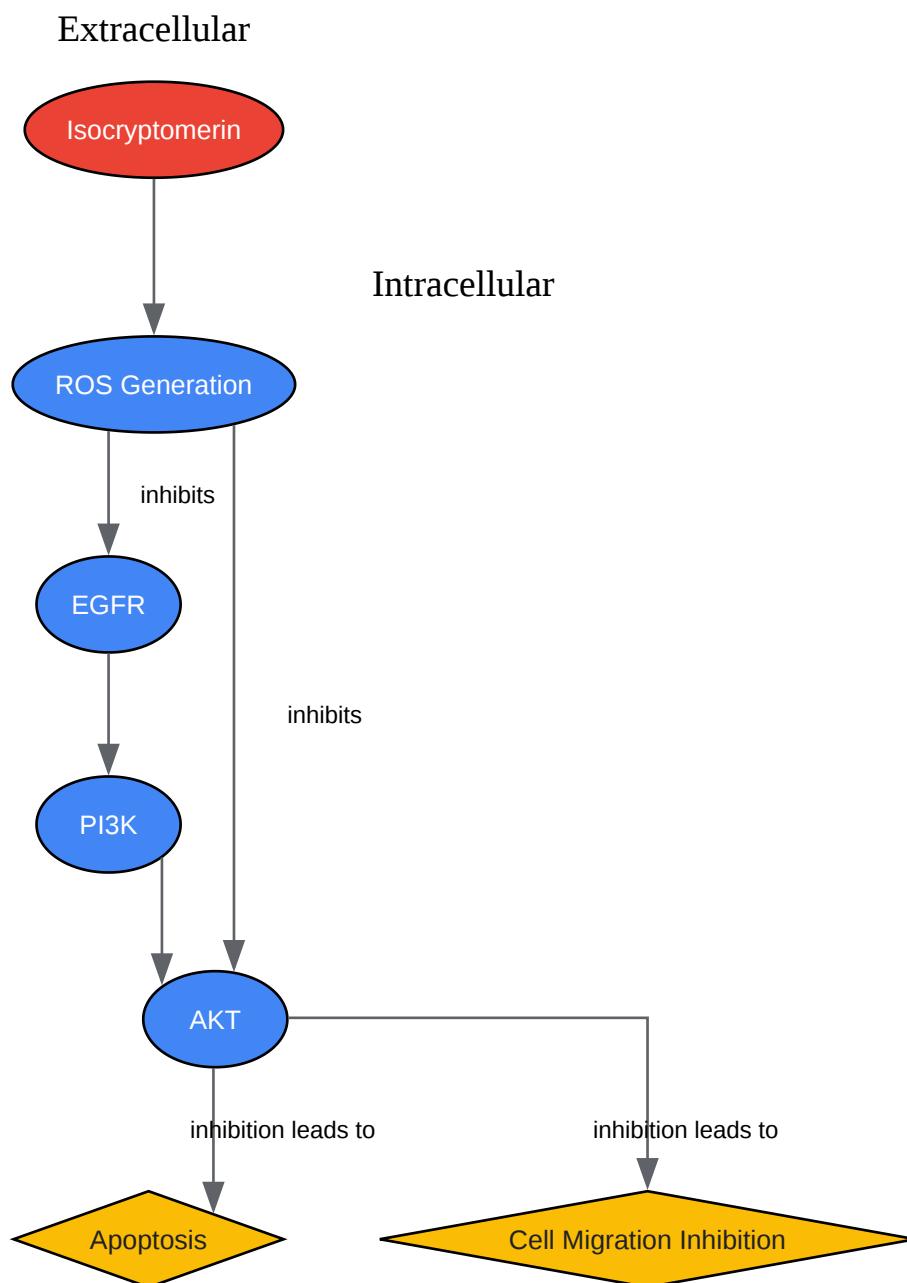 Extracellular
Isocryptomerin
Intracellular
ROS Generation
inhibits
EGFR
inhibits
PI3K
AKT
inhibition leads to
inhibition leads to
Apoptosis
Cell Migration Inhibition